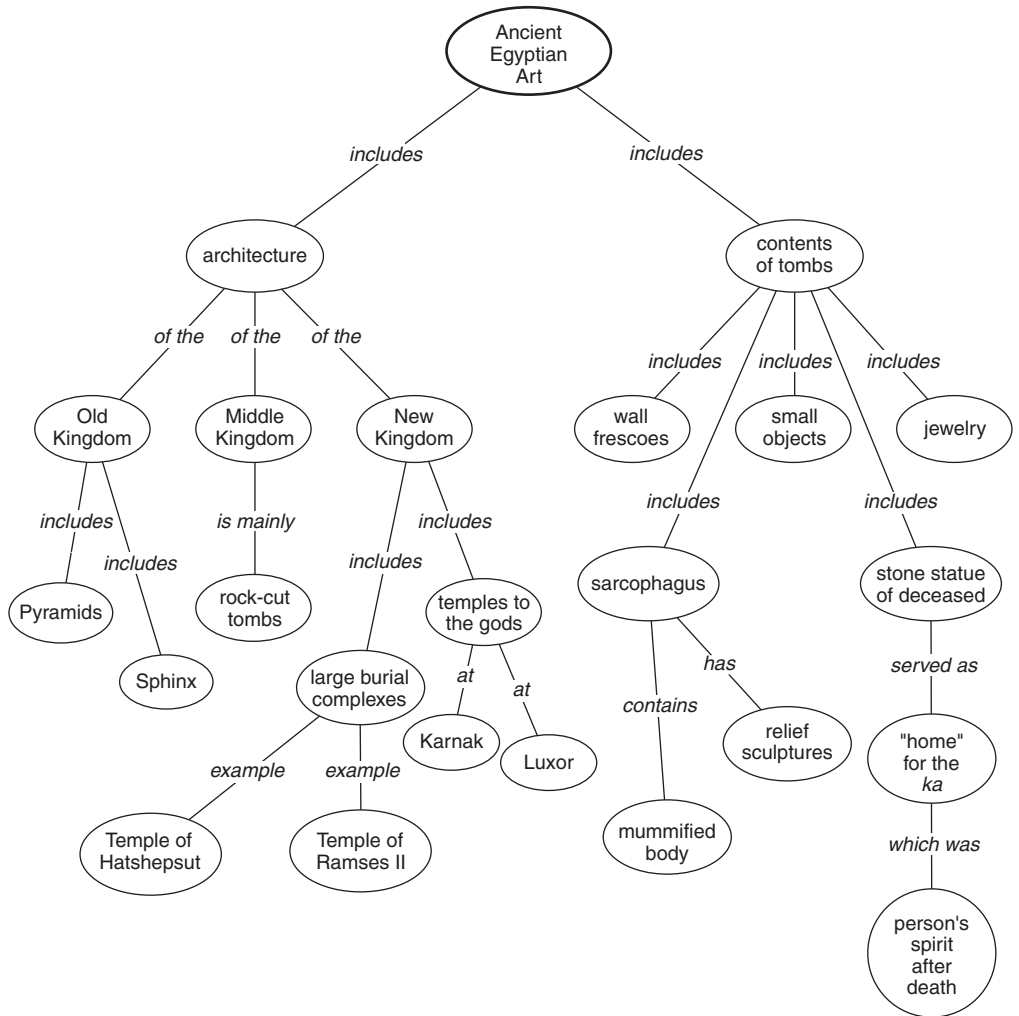 Ancient
Egyptian
Art
includes
includes
architecture
contents
of tombs
of the
of the
of the
includes
includes
includes
Old
Kingdom
Middle
Kingdom
New
Kingdom
wall
frescoes
small
objects
jewelry
includes
includes
includes
includes
is mainly
includes
includes
includes
Pyramids
Sphinx
rock-cut
tombs
large burial
complexes
temples to
the gods
sarcophagus
stone statue
of deceased
at
at
has
contains
served as
Karnak
Luxor
relief
sculptures
"home"
for the
ka
example
example
Temple of
Hatshepsut
Temple of
Ramses II
mummified
body
which was
person's
spirit
after
death